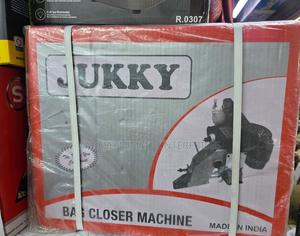 R.0307
JUKKY
BAG CLOSER MACHINE
MADE IN INDIA